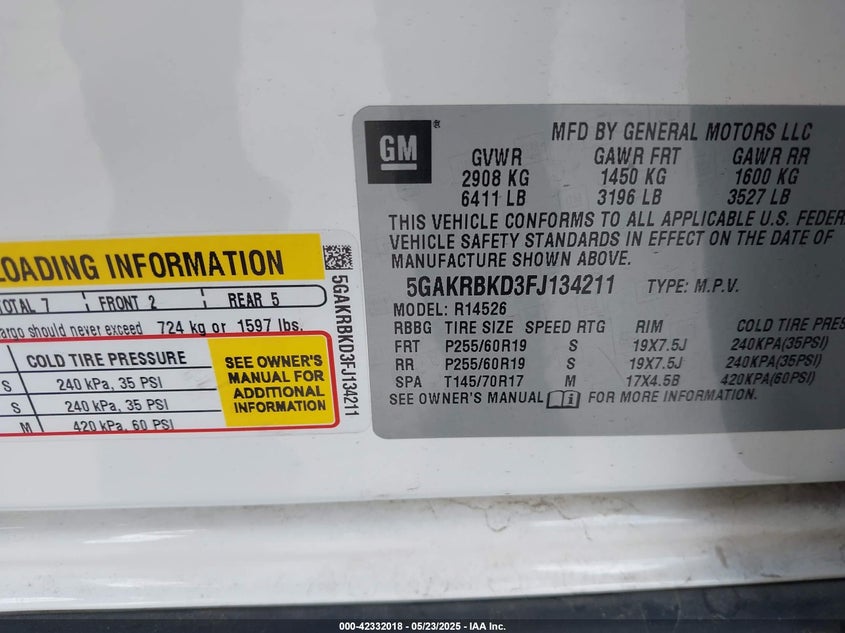 LOADING INFORMATION
TOTAL 7 FRONT 2 REAR 5
cargo should never exceed 724 kg or 1597 lbs.
COLD TIRE PRESSURE
S 240 kPa, 35 PSI
S 240 kPa, 35 PSI
M 420 kPa, 60 PSI
SEE OWNER'S
MANUAL FOR
ADDITIONAL
INFORMATION
5GAKRBKD3FJ134211
GM®
MFD BY GENERAL MOTORS LLC
GVWR GAWR FRT GAWR RR
2908 KG 1450 KG 1600 KG
6411 LB 3196 LB 3527 LB
THIS VEHICLE CONFORMS TO ALL APPLICABLE U.S. FEDER
VEHICLE SAFETY STANDARDS IN EFFECT ON THE DATE OF
MANUFACTURE SHOWN ABOVE.
5GAKRBKD3FJ134211 TYPE: M.P.V.
MODEL: R14526
RBBG TIRE SIZE SPEED RTG RIM COLD TIRE PRES
FRT P255/60R19 S 19X7.5J 240KPA(35PSI)
RR P255/60R19 S 19X7.5J 240KPA(35PSI)
SPA T145/70R17 M 17X4.5B 420KPA(60PSI)
SEE OWNER'S MANUAL i FOR MORE INFORMATION.
000-42332018 - 05/23/2025 - IAA Inc.